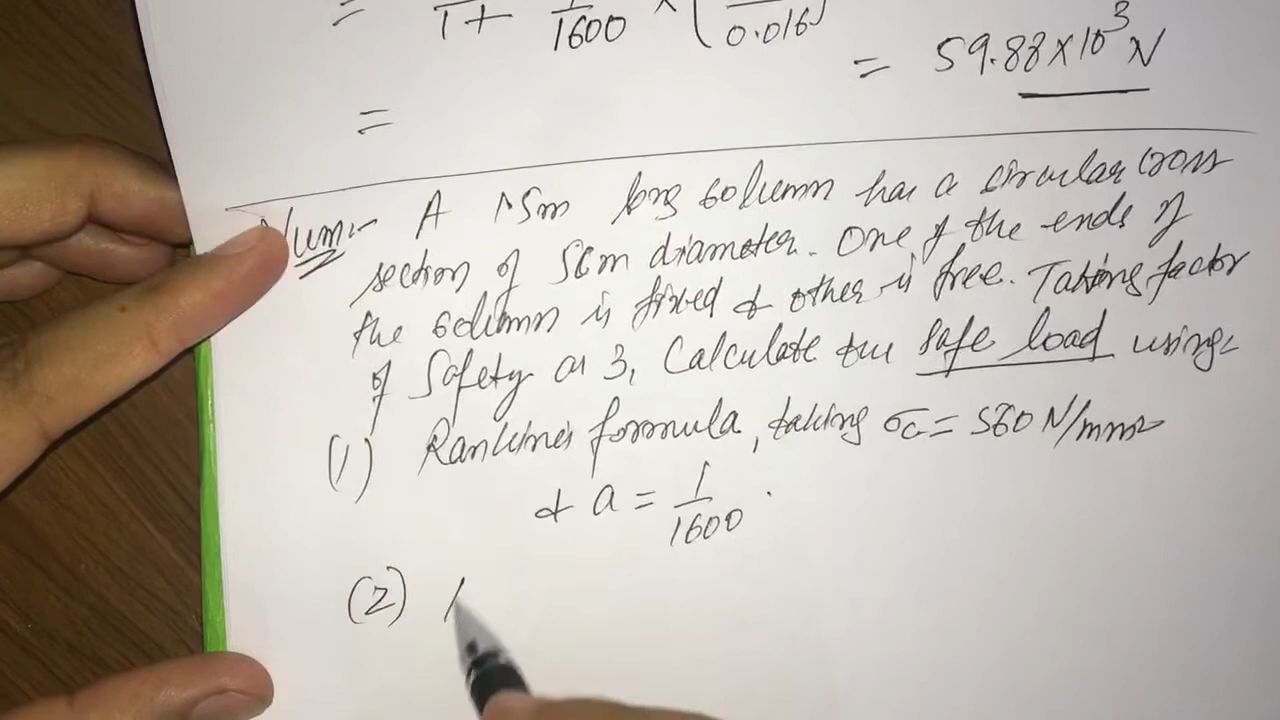 = 1+ 1/1600 × ( 0.016)
= 59.88×10³ N
=
Num:- A 1.5m long column has a circular cross
section of 5cm diameter. One of the ends of
the column is fixed & other is free. Taking factor
of Safety as 3, Calculate the safe load using:
(1) Rankine's formula, taking σc = 560 N/mm²
& a = 1/1600 .
(2)